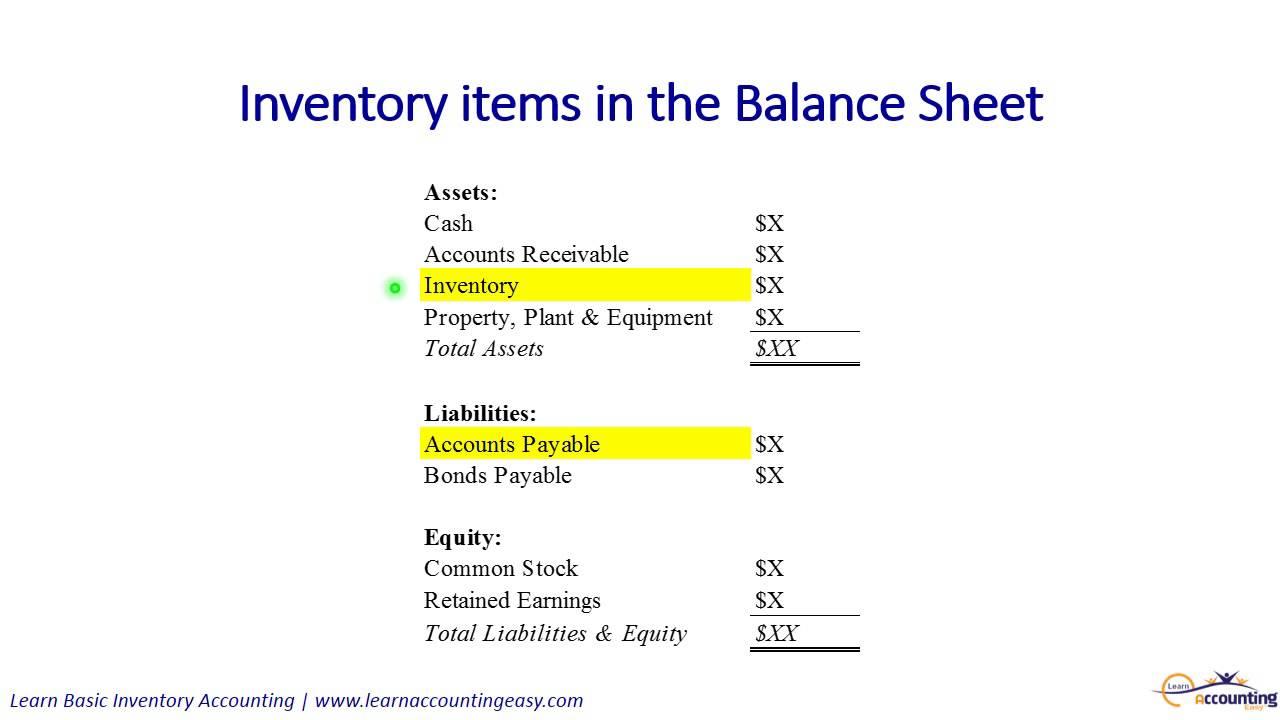 Inventory items in the Balance Sheet
Assets:
Cash $X
Accounts Receivable $X
Inventory $X
Property, Plant & Equipment $X
Total Assets $XX
Liabilities:
Accounts Payable $X
Bonds Payable $X
Equity:
Common Stock $X
Retained Earnings $X
Total Liabilities & Equity $XX
Learn Basic Inventory Accounting | www.learnaccountingeasy.com
Learn
Accounting
Easy